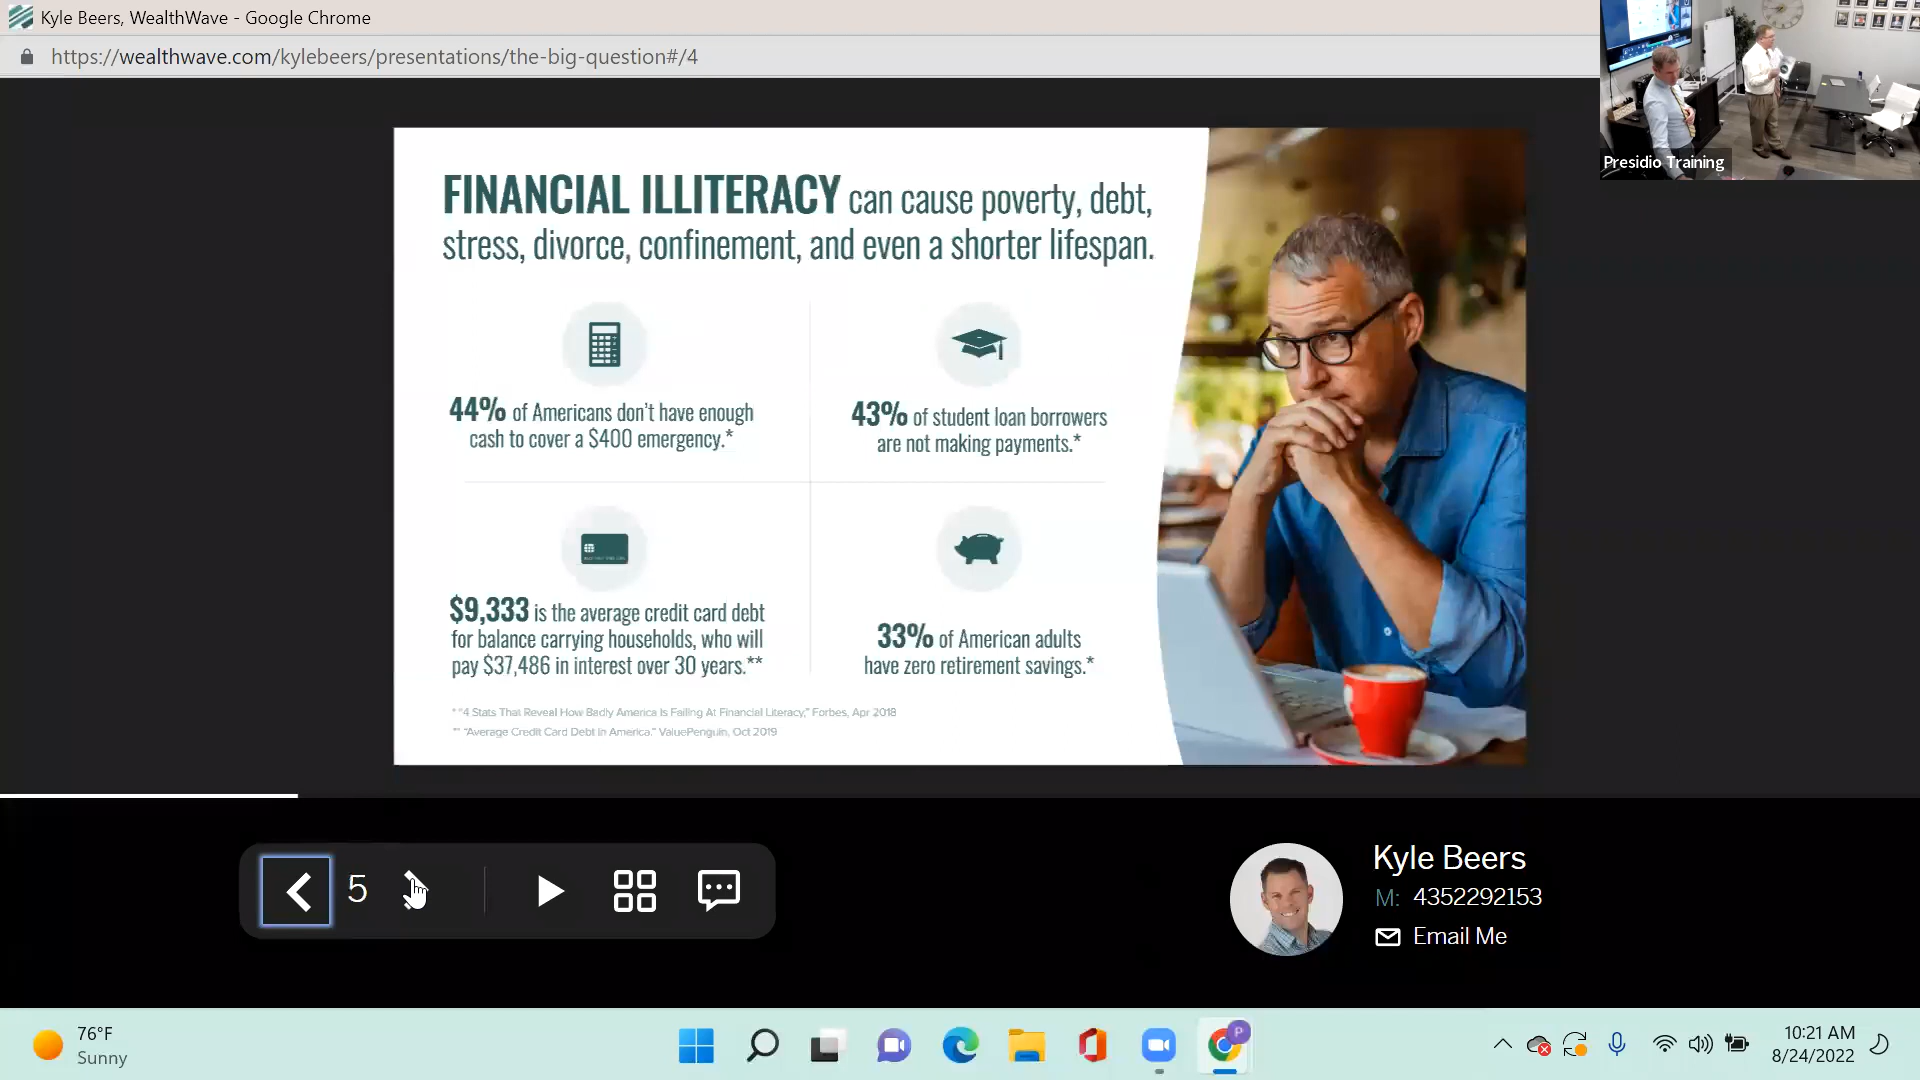 Kyle Beers, WealthWave - Google Chrome
https://wealthwave.com/kylebeers/presentations/the-big-question#/4
Presidio Training
FINANCIAL ILLITERACY can cause poverty, debt,
stress, divorce, confinement, and even a shorter lifespan.
44% of Americans don't have enough
cash to cover a $400 emergency.*
43% of student loan borrowers
are not making payments.*
$9,333 is the average credit card debt
for balance carrying households, who will
pay $37,486 in interest over 30 years.**
33% of American adults
have zero retirement savings.*
* "4 Stats That Reveal How Badly America Is Failing At Financial Literacy," Forbes, Apr 2018
** "Average Credit Card Debt in America." ValuePenguin, Oct 2019
5
Kyle Beers
M: 4352292153
Email Me
76°F
Sunny
P
10:21 AM
8/24/2022